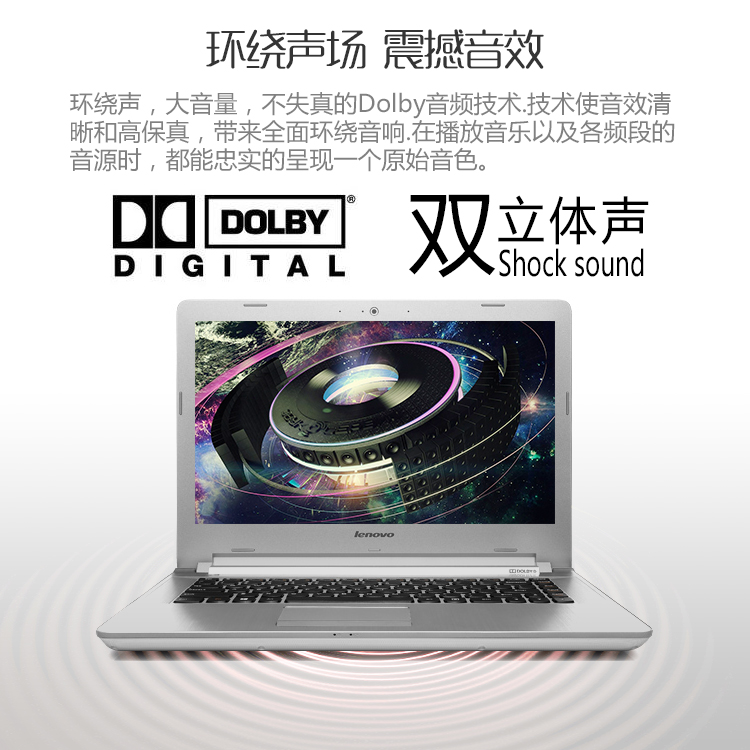 环绕声场 震撼音效
环绕声，大音量，不失真的Dolby音频技术.技术使音效清
晰和高保真，带来全面环绕音响.在播放音乐以及各频段的
音源时，都能忠实的呈现一个原始音色。
DOLBY®
DIGITAL
双立体声
Shock sound
lenovo
DOLBY